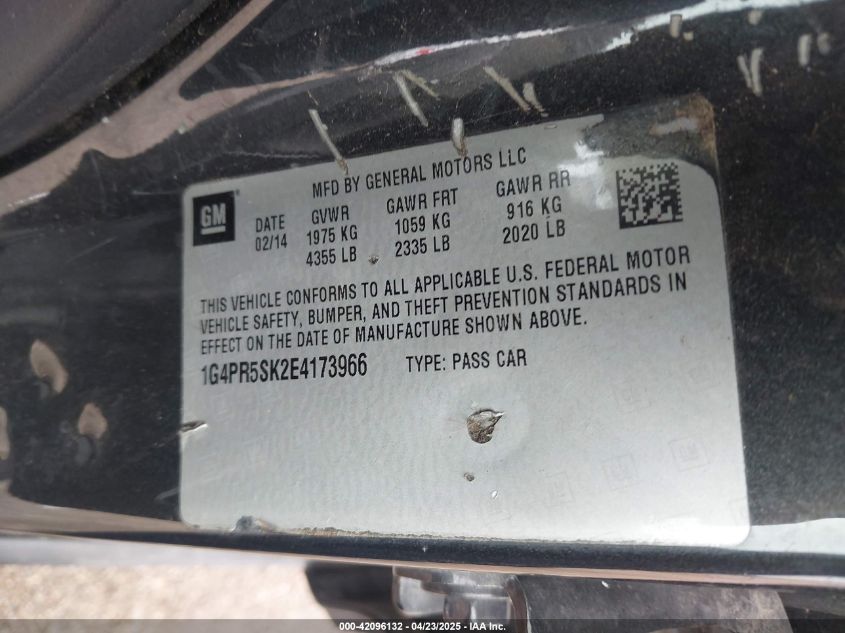 MFD BY GENERAL MOTORS LLC
GM
DATE GVWR GAWR FRT GAWR RR
02/14 1975 KG 1059 KG 916 KG
4355 LB 2335 LB 2020 LB
THIS VEHICLE CONFORMS TO ALL APPLICABLE U.S. FEDERAL MOTOR
VEHICLE SAFETY, BUMPER, AND THEFT PREVENTION STANDARDS IN
EFFECT ON THE DATE OF MANUFACTURE SHOWN ABOVE.
1G4PR5SK2E4173966 TYPE: PASS CAR
000-42096132 - 04/23/2025 - IAA Inc.